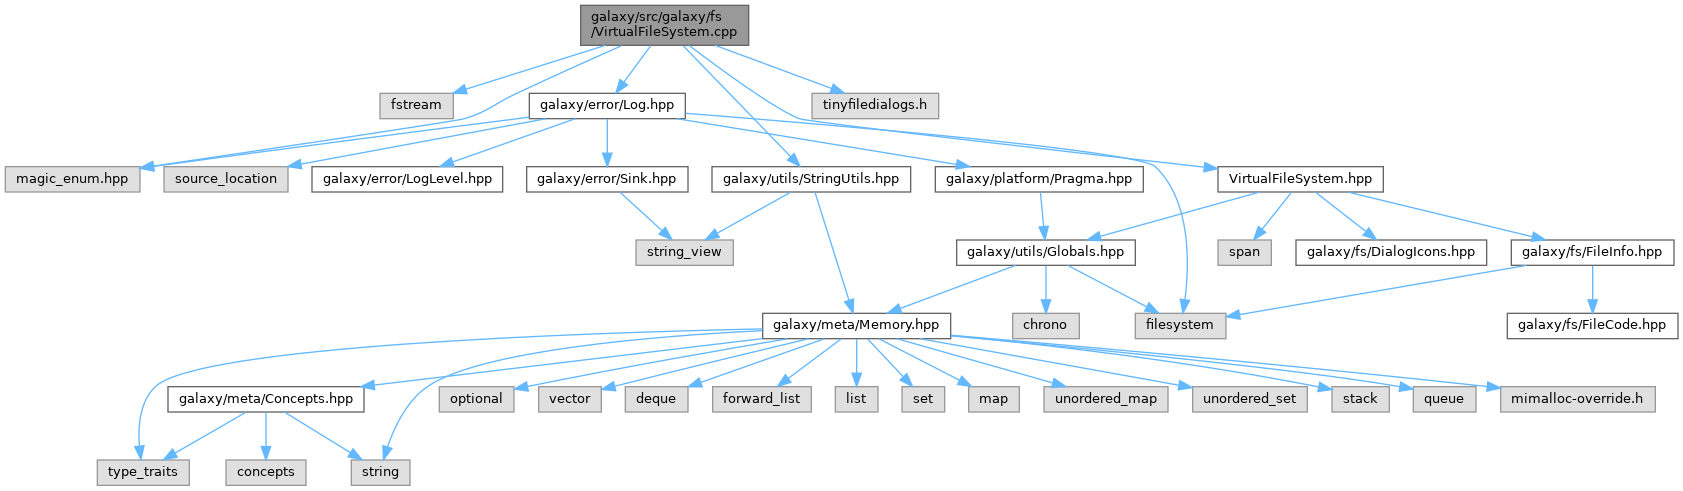 galaxy/src/galaxy/fs
/VirtualFileSystem.cpp
fstream
galaxy/error/Log.hpp
tinyfiledialogs.h
magic_enum.hpp
source_location
galaxy/error/LogLevel.hpp
galaxy/error/Sink.hpp
galaxy/utils/StringUtils.hpp
galaxy/platform/Pragma.hpp
VirtualFileSystem.hpp
string_view
galaxy/utils/Globals.hpp
span
galaxy/fs/DialogIcons.hpp
galaxy/fs/FileInfo.hpp
galaxy/meta/Memory.hpp
chrono
filesystem
galaxy/fs/FileCode.hpp
galaxy/meta/Concepts.hpp
optional
vector
deque
forward_list
list
set
map
unordered_map
unordered_set
stack
queue
mimalloc-override.h
type_traits
concepts
string